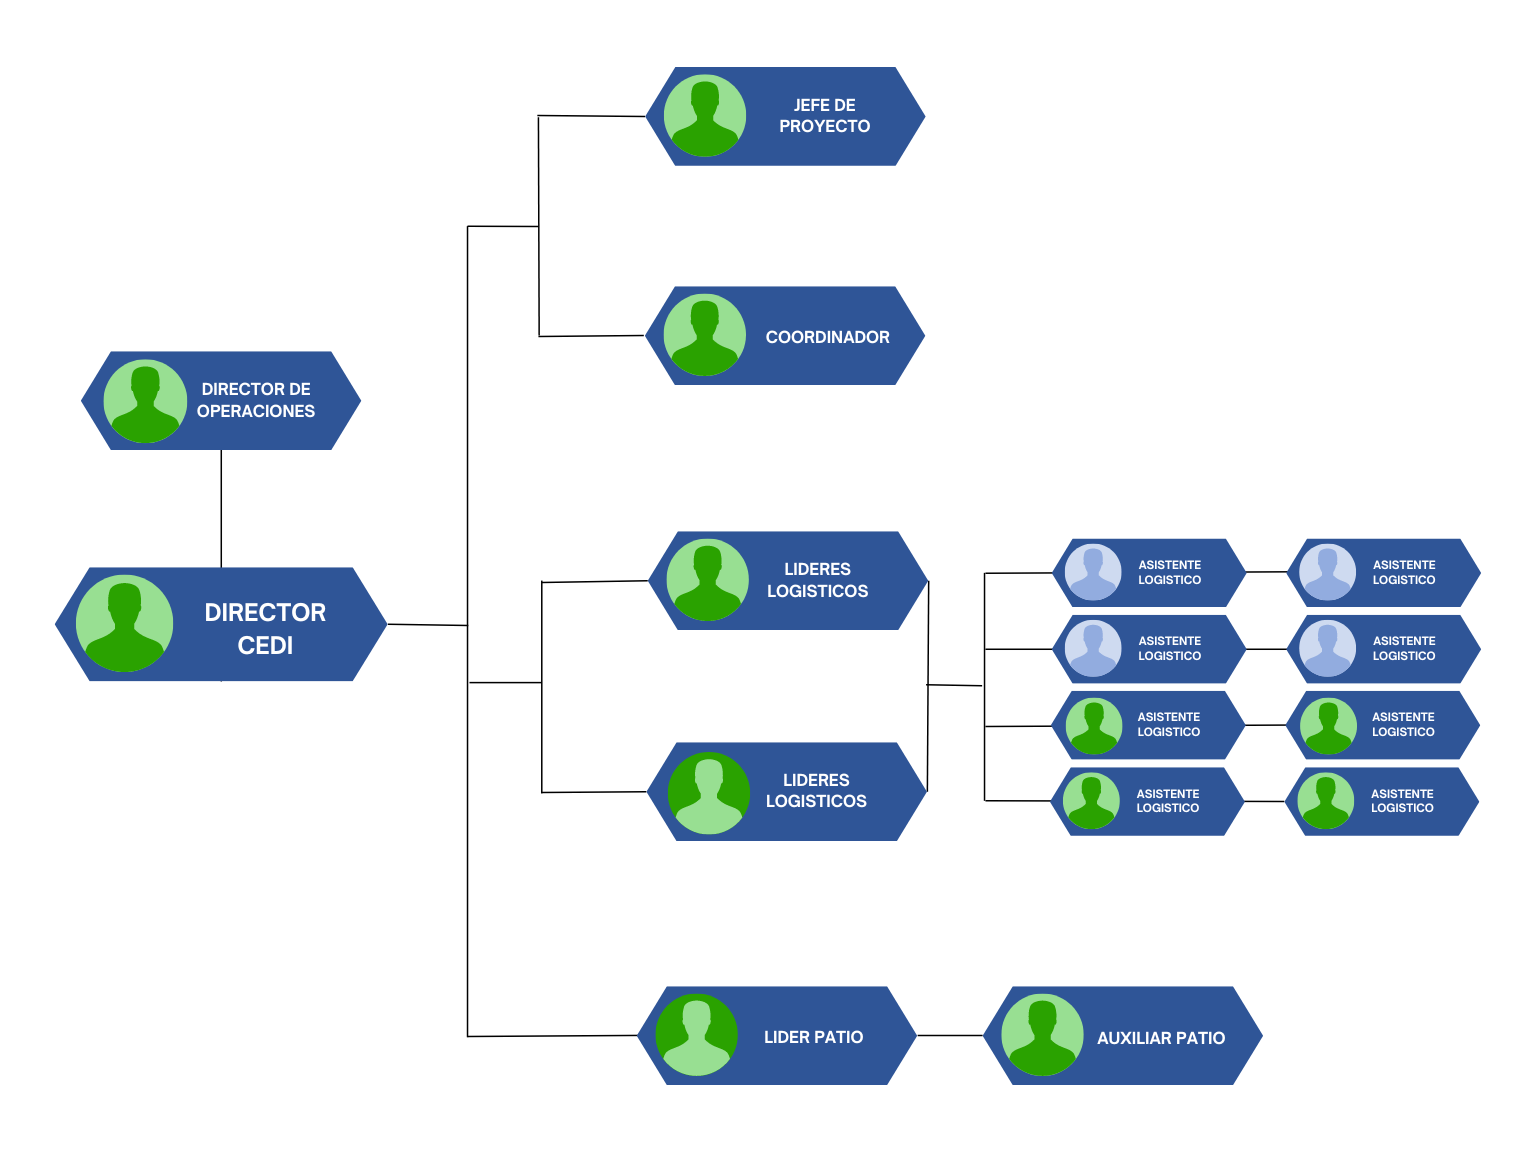 JEFE DE
PROYECTO
COORDINADOR
DIRECTOR DE
OPERACIONES
DIRECTOR
CEDI
LIDERES
LOGISTICOS
LIDERES
LOGISTICOS
ASISTENTE
LOGISTICO
ASISTENTE
LOGISTICO
ASISTENTE
LOGISTICO
ASISTENTE
LOGISTICO
ASISTENTE
LOGISTICO
ASISTENTE
LOGISTICO
ASISTENTE
LOGISTICO
ASISTENTE
LOGISTICO
LIDER PATIO
AUXILIAR PATIO